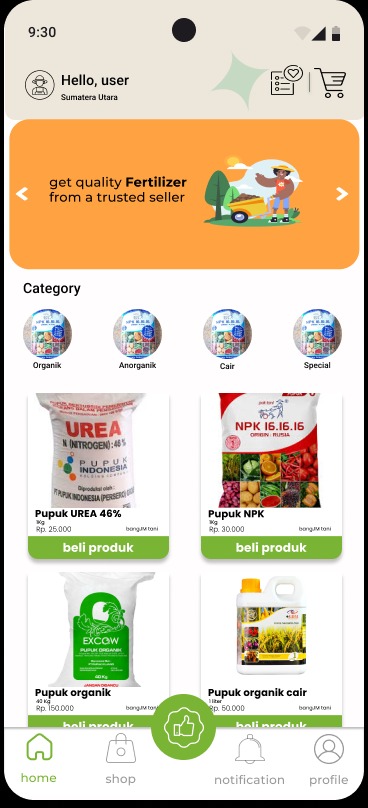 9:30
Hello, user
Sumatera Utara
get quality Fertilizer
from a trusted seller
Category
Organik
Anorganik
Cair
Special
UREA
N (NITROGEN) : 46%
PUPUK
INDONESIA
Diproduksi oleh:
PT PUPUK INDONESIA (PERSERO)
NPK 16.16.16
ORIGIN : RUSIA
Pupuk UREA 46%
1Kg
Rp. 25.000
bangJM tani
beli produk
Pupuk NPK
1Kg
Rp. 30.000
bangJM tani
beli produk
EXCOW
PUPUK ORGANIK
40 KG
Pupuk organik
40 Kg
Rp. 150.000
bangJM tani
beli produk
Pupuk organik cair
1 liter
Rp. 50.000
bangJM tani
beli produk
home
shop
notification
profile